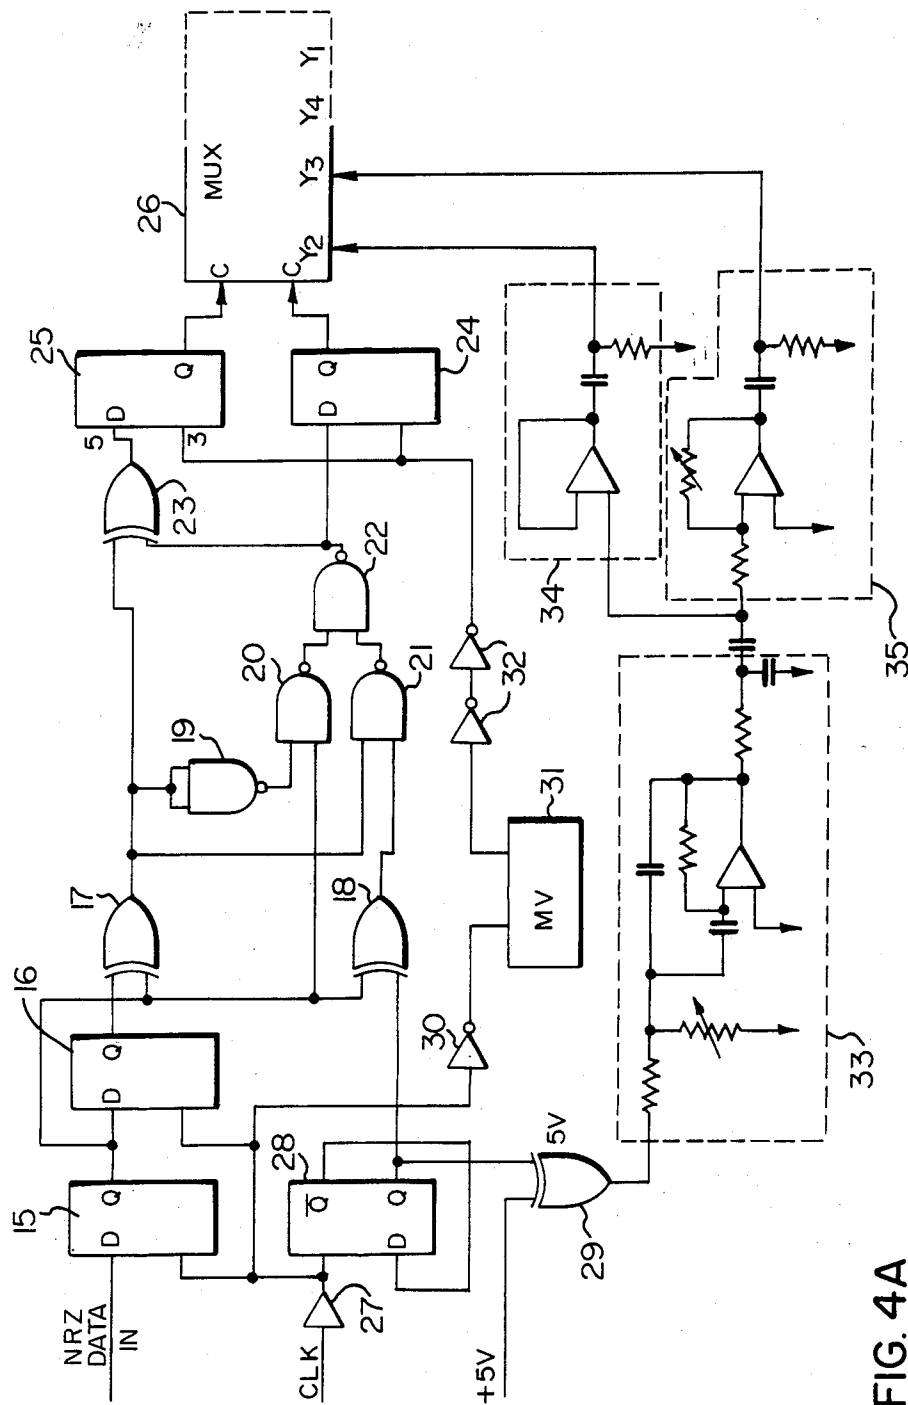 NRZ
DATA
IN
15
D
Q
16
D
Q
17
18
19
20
21
22
23
5
D
Q
3
25
D
Q
24
26
MUX
C
C
Y2
Y3
Y4
Y1
CLK
27
28
Q
D
Q
30
MV
31
32
+5V
5V
29
33
34
35
FIG. 4A